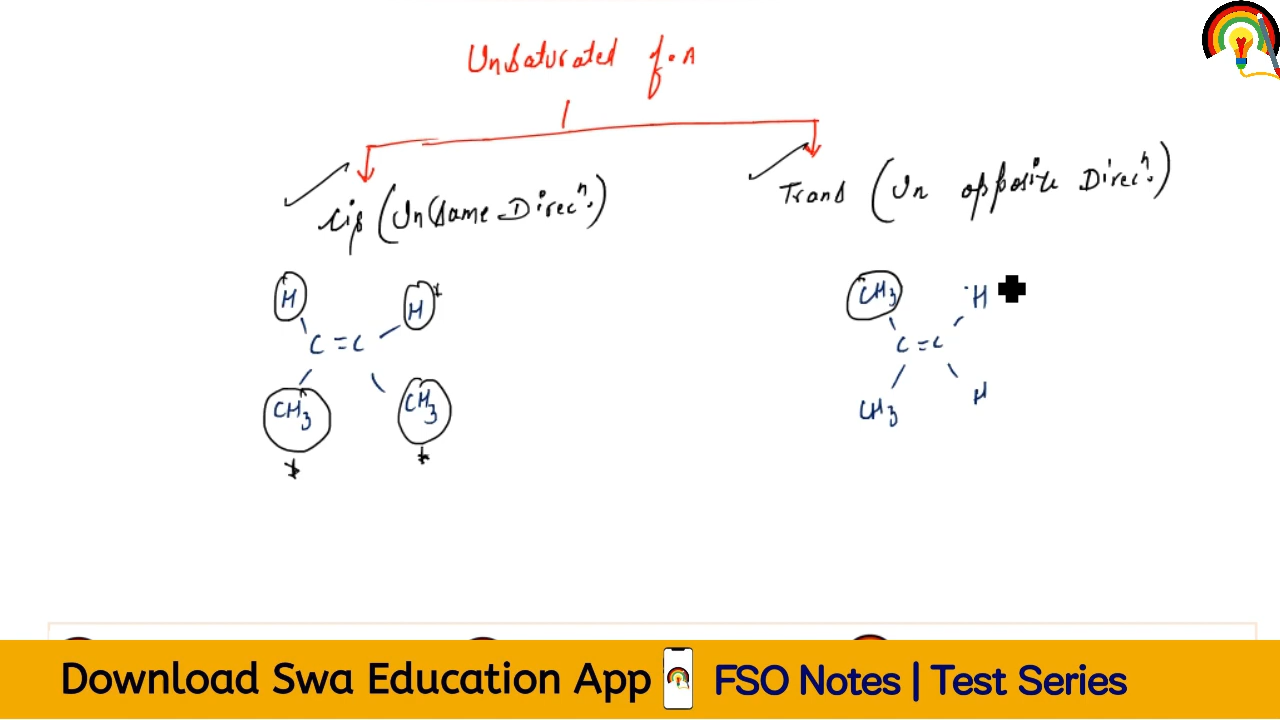 Unsaturated f.A
Cis (In Same Direcⁿ.)
Trans (In opposite Direcⁿ.)
H H
C = C
CH3 CH3
CH3 H
C = C
CH3 H
Download Swa Education App
FSO Notes | Test Series